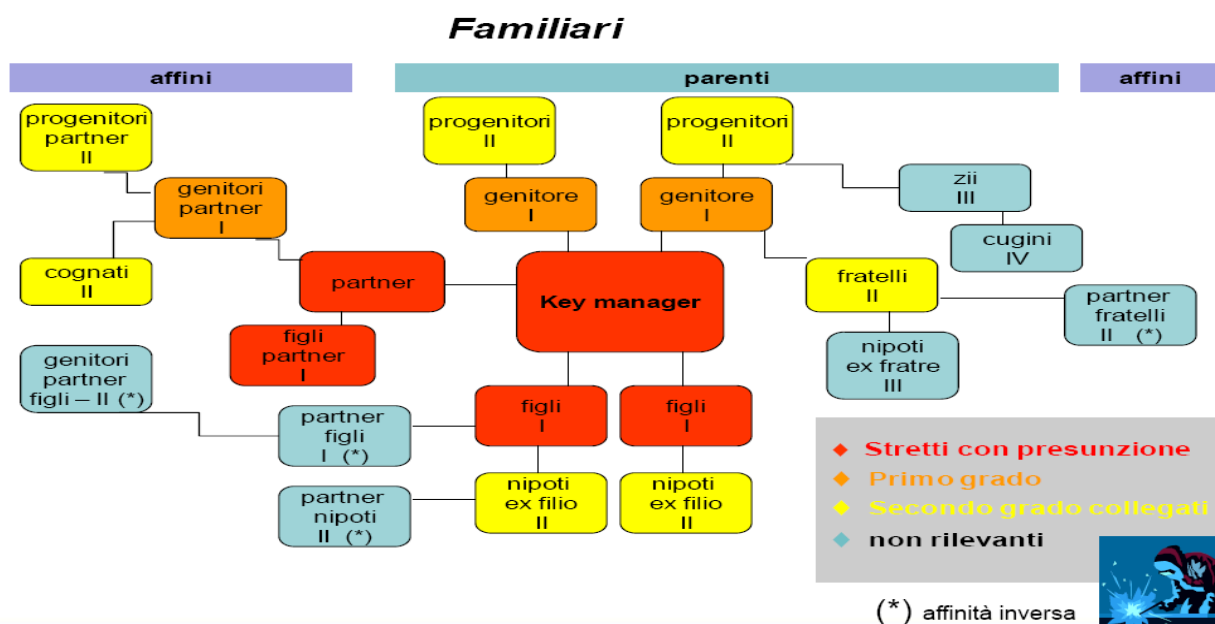 Familiari
affini
parenti
affini
progenitori
partner
II
progenitori
II
progenitori
II
genitori
partner
I
genitore
I
genitore
I
zii
III
cugini
IV
cognati
II
partner
Key manager
fratelli
II
partner
fratelli
II (*)
figli
partner
I
nipoti
ex fratre
III
genitori
partner
figli – II (*)
partner
figli
I (*)
figli
I
figli
I
partner
nipoti
II (*)
nipoti
ex filio
II
nipoti
ex filio
II
Stretti con presunzione
Primo grado
Secondo grado collegati
non rilevanti
(*) affinità inversa